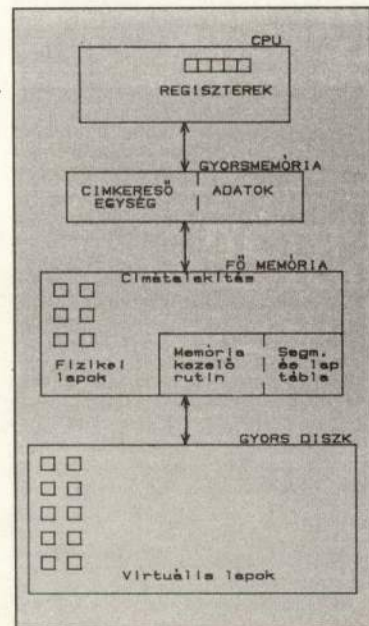 CPU
REGISZTEREK
GYORSMEMÓRIA
CIMKERESŐ EGYSÉG
ADATOK
FŐ MEMÓRIA
Címátalakítás
Fizikai lapok
Memória kezelő rutin
Segm. és lap tábla
GYORS DISZK
Virtuális lapok